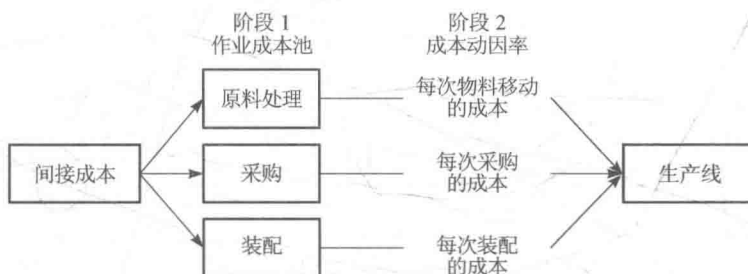 阶段 1
作业成本池
阶段 2
成本动因率
原料处理
每次物料移动
的成本
间接成本
采购
每次采购
的成本
生产线
装配
每次装配
的成本